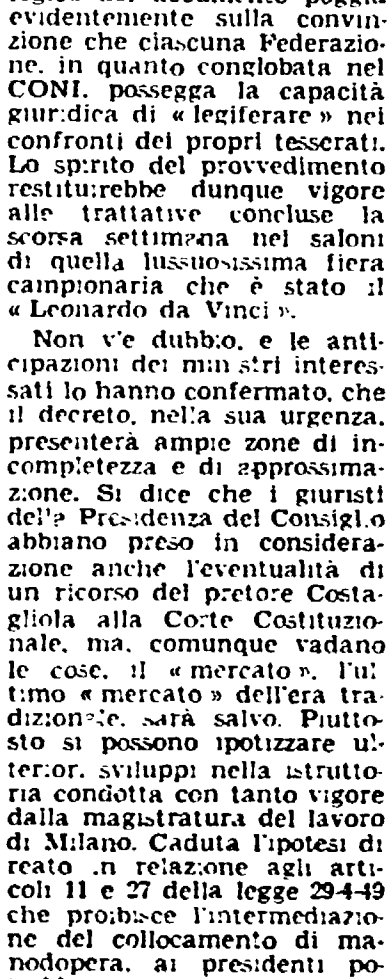 evidentemente sulla convin-
zione che ciascuna Federazio-
ne, in quanto conglobata nel
CONI, possegga la capacità
giuridica di « legiferare » nei
confronti dei propri tesserati.
Lo spirito del provvedimento
restituirebbe dunque vigore
alle trattative concluse la
scorsa settimana nei saloni
di quella lussuosissima fiera
campionaria che è stato il
« Leonardo da Vinci ».
Non v'è dubbio, e le anti-
cipazioni dei ministri interes-
sati lo hanno confermato, che
il decreto, nella sua urgenza,
presenterà ampie zone di in-
completezza e di approssima-
zione. Si dice che i giuristi
della Presidenza del Consiglio
abbiano preso in considera-
zione anche l'eventualità di
un ricorso del pretore Costa-
gliola alla Corte Costituzio-
nale, ma, comunque vadano
le cose, il « mercato », l'ul
timo « mercato » dell'era tra-
dizionale, sarà salvo. Piutto-
sto si possono ipotizzare ul-
teriori sviluppi nella istrutto-
ria condotta con tanto vigore
dalla magistratura del lavoro
di Milano. Caduta l'ipotesi di
reato in relazione agli arti-
coli 11 e 27 della legge 29-4-49
che proibisce l'intermediazio-
ne del collocamento di ma-
nodopera, ai presidenti po-